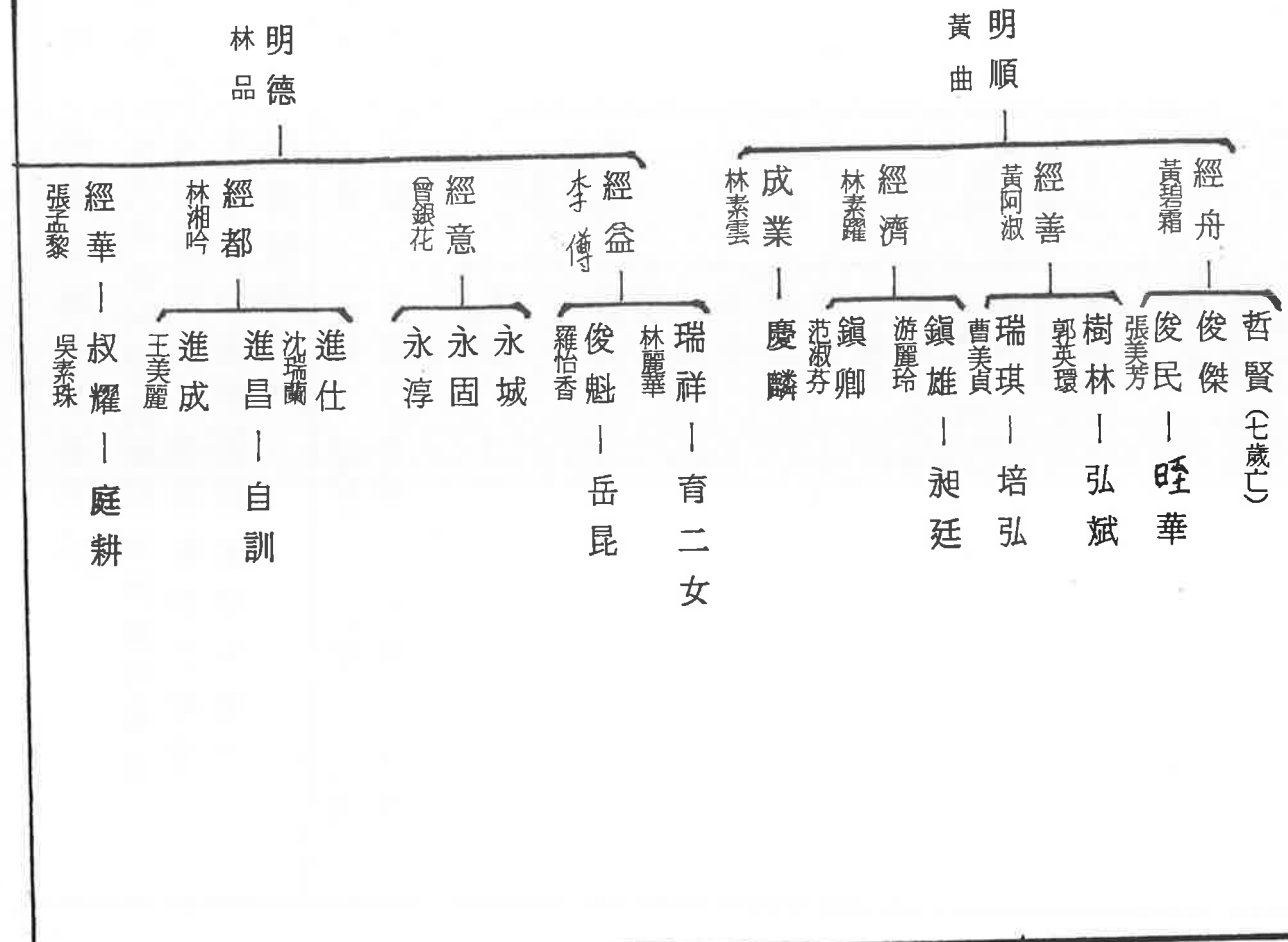 明順
黃曲
經舟
黃碧霜
經善
黃阿淑
經濟
林素躍
成業
林素雲
哲賢(七歲亡)
俊傑
俊民
張美芳
晊華
樹林
郭英環
弘斌
瑞琪
曹美貞
培弘
鎭雄
游麗玲
昶廷
鎭卿
范淑芬
慶麟
明德
林品
經益
李傳
經意
曾銀花
經都
林湘吟
經華
張孟黎
瑞祥
林麗華
育二女
俊魁
羅怡香
岳昆
永城
永固
永淳
進仕
沈瑞蘭
進昌
自訓
進成
王美麗
叔耀
吳素珠
庭耕